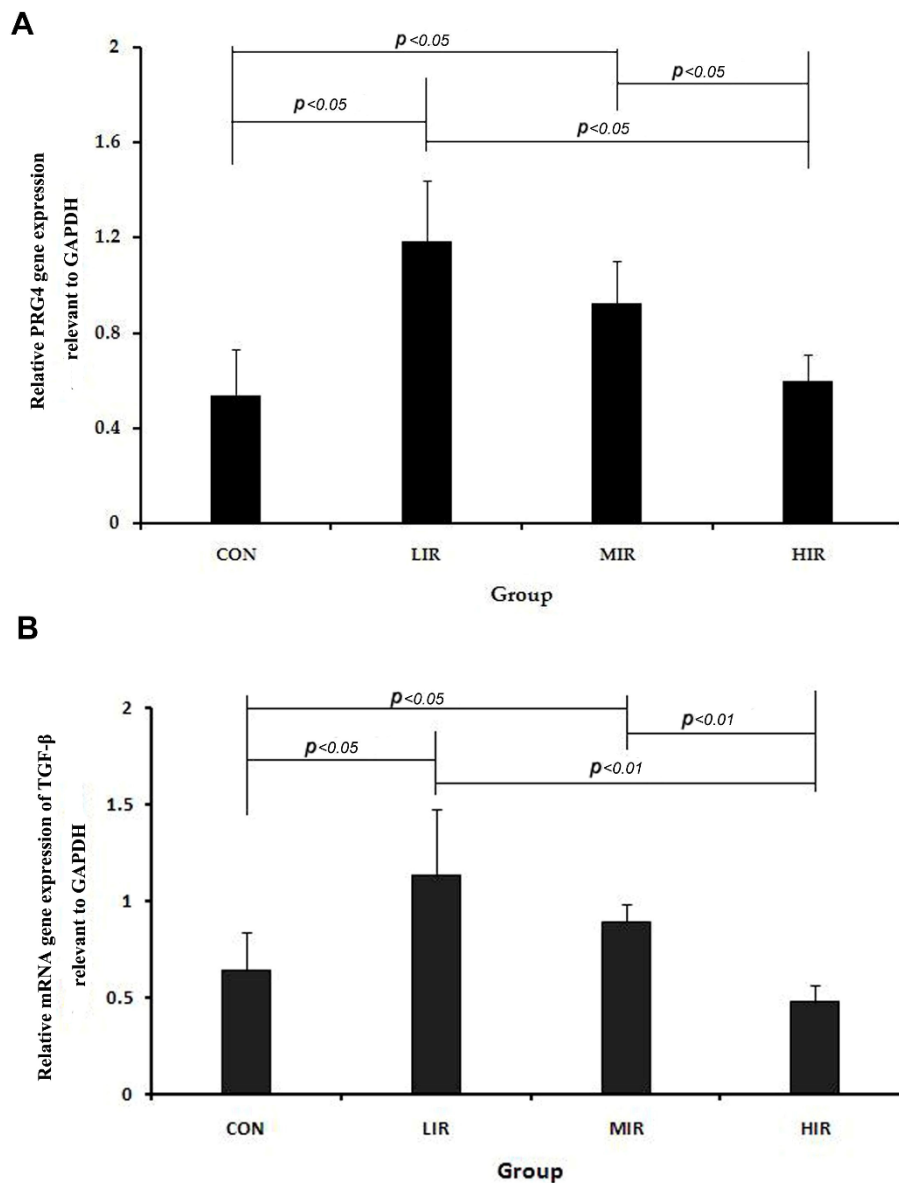 A
2
p<0.05
p<0.05
p<0.05
1.6
p<0.05
1.2
0.8
0.4
0
Relative PRG4 gene expression
relevant to GAPDH
CON LIR MIR HIR
Group
B
2
p<0.05
p<0.01
p<0.05
p<0.01
1.5
1
0.5
0
Relative mRNA gene expression of TGF-β
relevant to GAPDH
CON LIR MIR HIR
Group